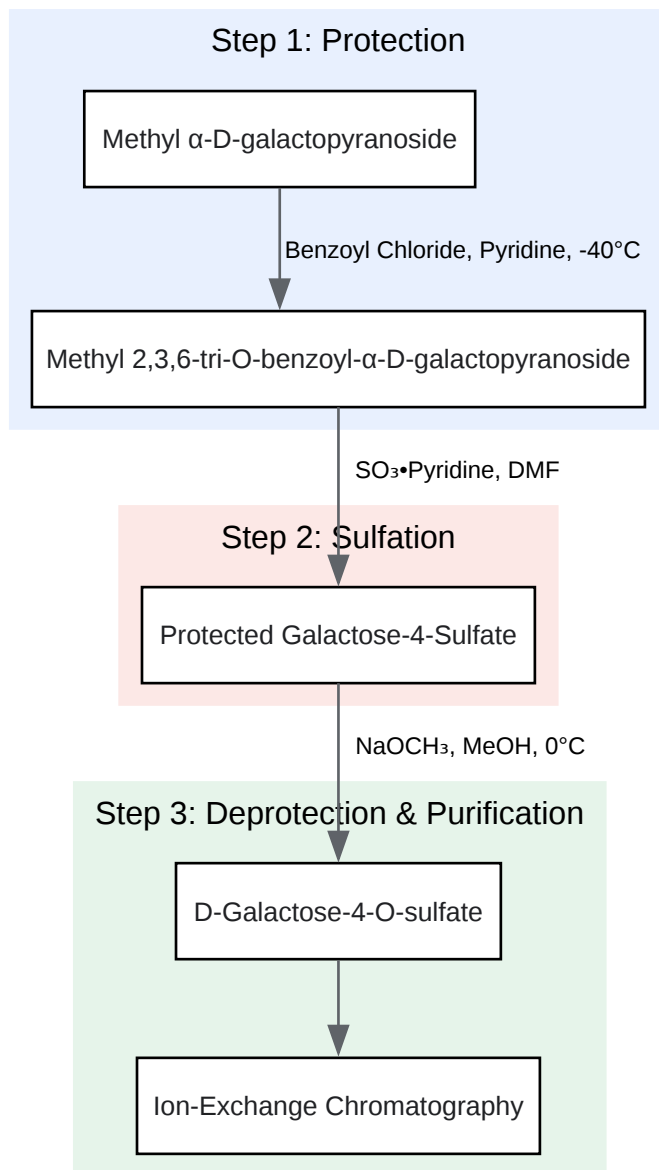 Step 1: Protection
Methyl α-D-galactopyranoside
Benzoyl Chloride, Pyridine, -40°C
Methyl 2,3,6-tri-O-benzoyl-α-D-galactopyranoside
SO₃•Pyridine, DMF
Step 2: Sulfation
Protected Galactose-4-Sulfate
NaOCH₃, MeOH, 0°C
Step 3: Deprotection & Purification
D-Galactose-4-O-sulfate
Ion-Exchange Chromatography